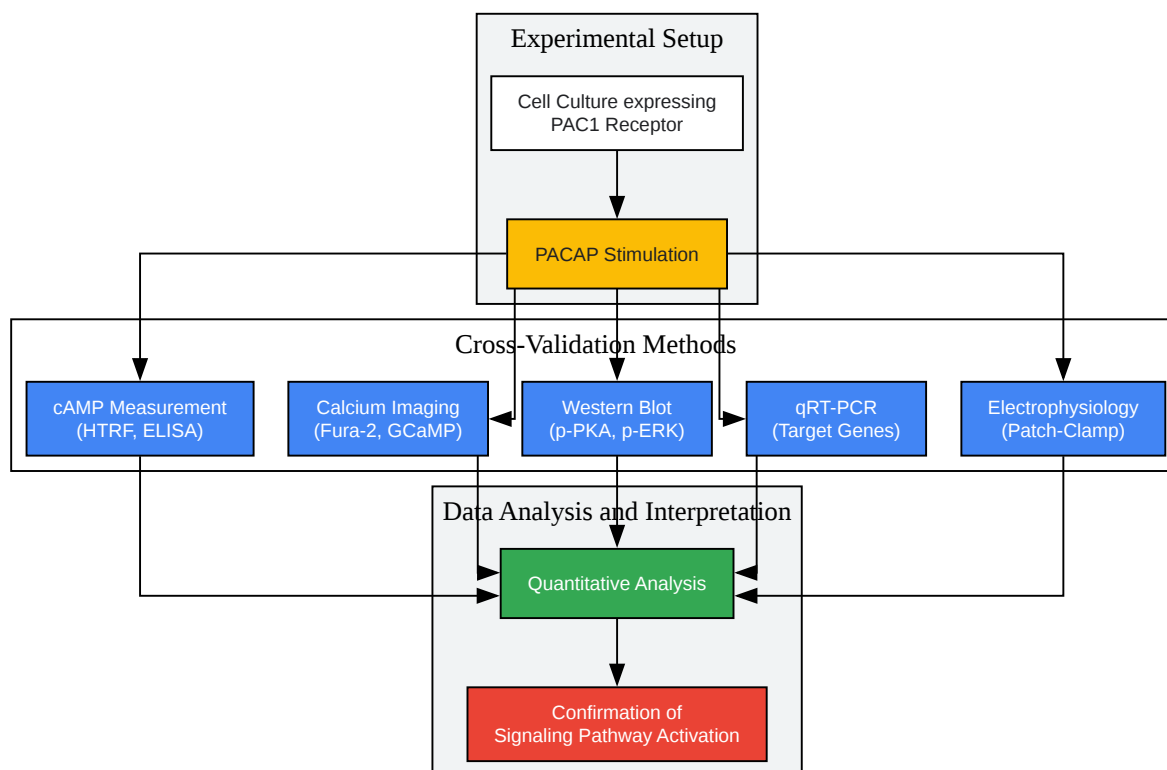 Experimental Setup
Cell Culture expressing
PAC1 Receptor
PACAP Stimulation
Cross-Validation Methods
cAMP Measurement
(HTRF, ELISA)
Calcium Imaging
(Fura-2, GCaMP)
Western Blot
(p-PKA, p-ERK)
qRT-PCR
(Target Genes)
Electrophysiology
(Patch-Clamp)
Data Analysis and Interpretation
Quantitative Analysis
Confirmation of
Signaling Pathway Activation